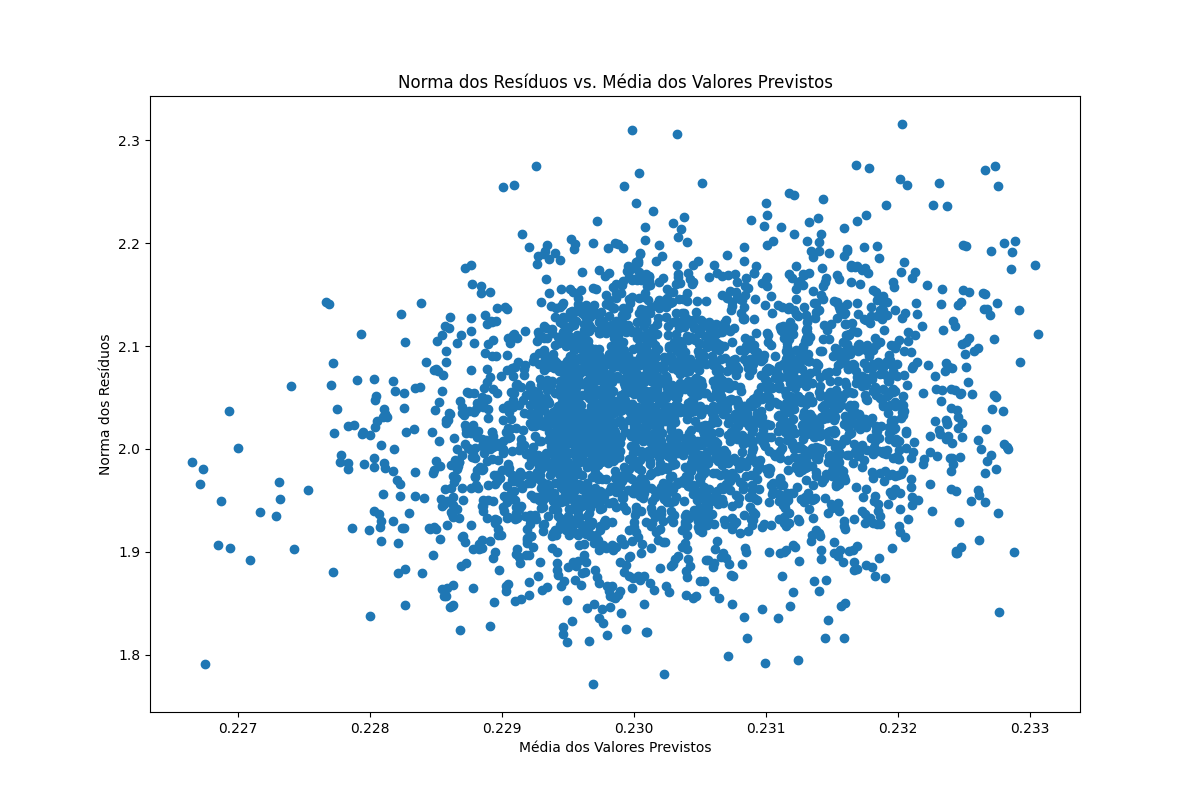 Norma dos Resíduos vs. Média dos Valores Previstos
2.3
2.2
2.1
2.0
1.9
1.8
Norma dos Resíduos
0.227 0.228 0.229 0.230 0.231 0.232 0.233
Média dos Valores Previstos